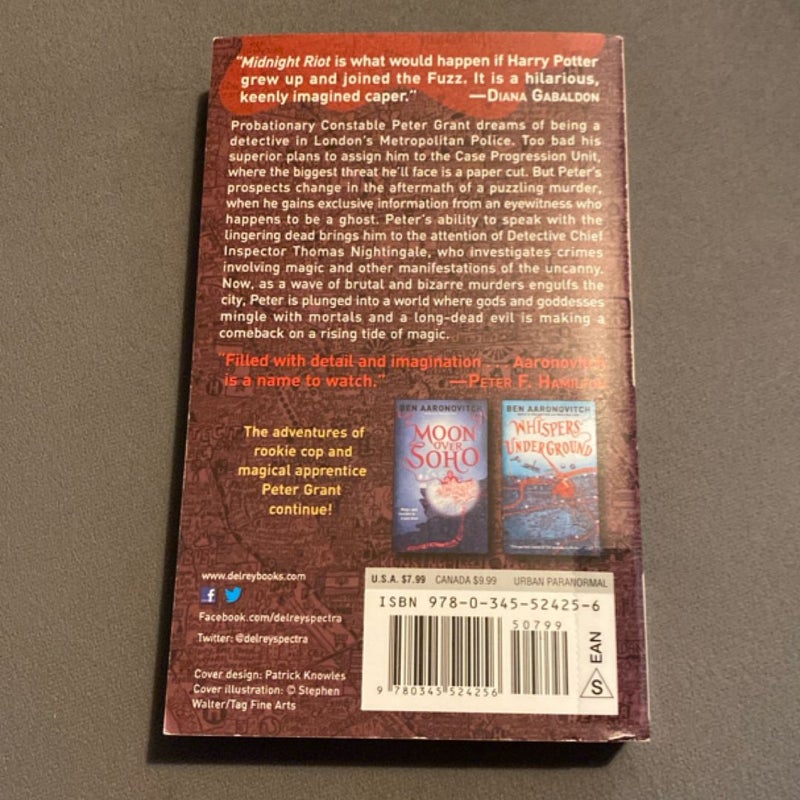 "Midnight Riot is what would happen if Harry Potter
grew up and joined the Fuzz. It is a hilarious,
keenly imagined caper." —DIANA GABALDON
Probationary Constable Peter Grant dreams of being a
detective in London's Metropolitan Police. Too bad his
superior plans to assign him to the Case Progression Unit,
where the biggest threat he'll face is a paper cut. But Peter's
prospects change in the aftermath of a puzzling murder,
when he gains exclusive information from an eyewitness who
happens to be a ghost. Peter's ability to speak with the
lingering dead brings him to the attention of Detective Chief
Inspector Thomas Nightingale, who investigates crimes
involving magic and other manifestations of the uncanny.
Now, as a wave of brutal and bizarre murders engulfs the
city, Peter is plunged into a world where gods and goddesses
mingle with mortals and a long-dead evil is making a
comeback on a rising tide of magic.
"Filled with detail and imagination . . . Aaronovitch
is a name to watch." —PETER F. HAMILTON
The adventures of
rookie cop and
magical apprentice
Peter Grant
continue!
BEN AARONOVITCH
MOON
OVER
SOHO
BEN AARONOVITCH
WHISPERS
UNDERGROUND
www.delreybooks.com
Facebook.com/delreyspectra
Twitter: @delreyspectra
Cover design: Patrick Knowles
Cover illustration: © Stephen
Walter/Tag Fine Arts
U.S.A. $7.99 CANADA $9.99 URBAN PARANORMAL
ISBN 978-0-345-52425-6
50799
9 780345 524256
S EAN